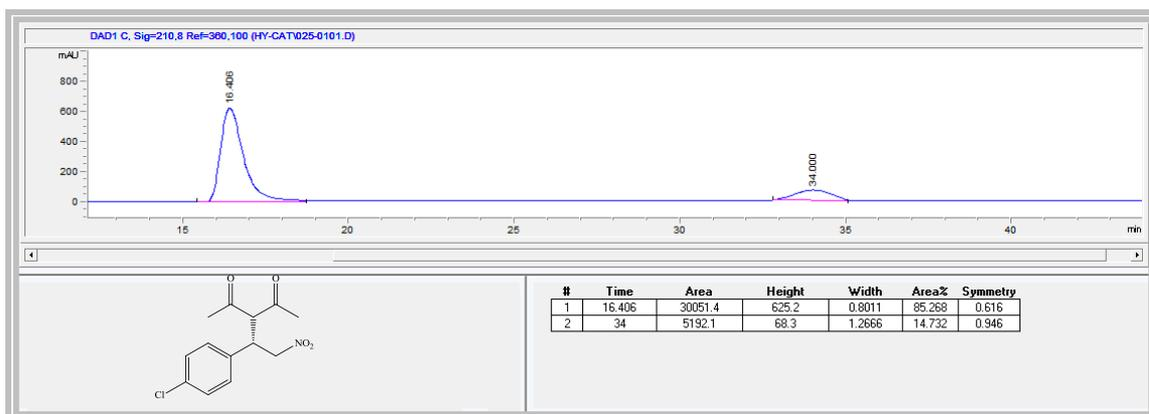 DAD1 C, Sig=210,8 Ref=360,100 (HY-CAT\025-0101.D)
mAU
800
600
400
200
0
16.406
34.000
15 20 25 30 35 40 min
O O
NO2
Cl
# Time Area Height Width Area% Symmetry
1 16.406 30051.4 625.2 0.8011 85.268 0.616
2 34 5192.1 68.3 1.2666 14.732 0.946